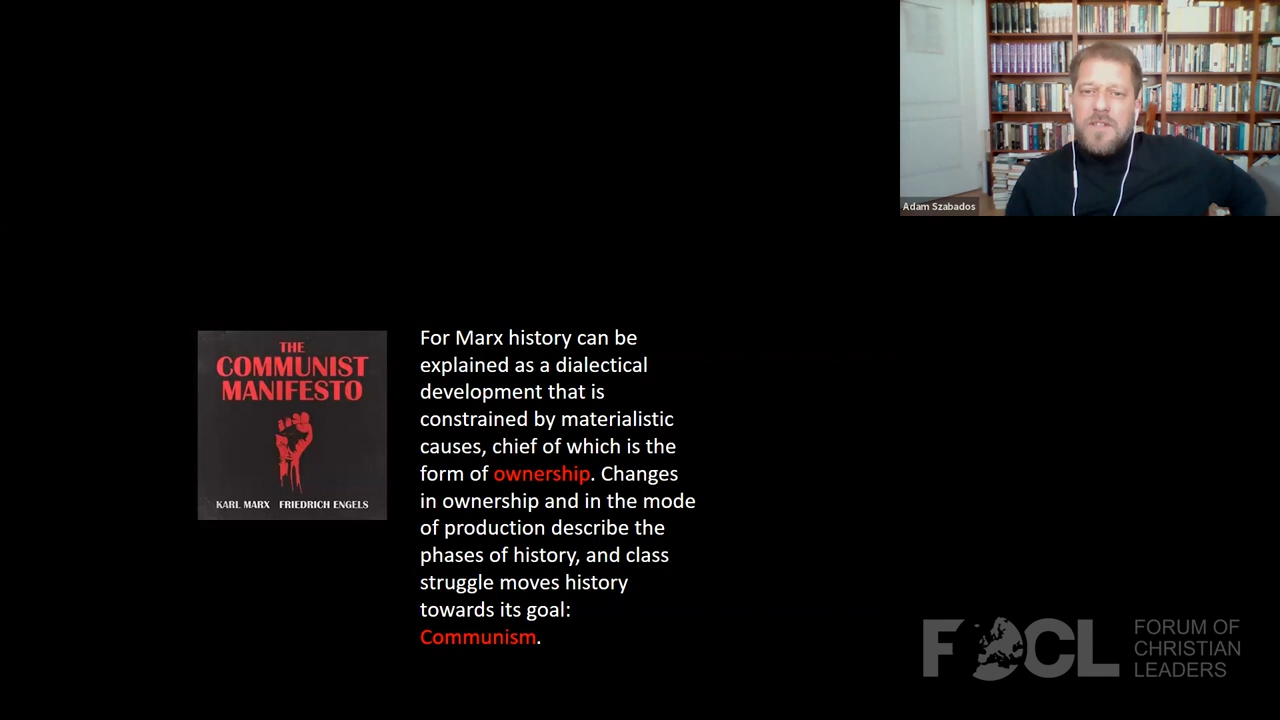 Adam Szabados
THE
COMMUNIST
MANIFESTO
KARL MARX FRIEDRICH ENGELS
For Marx history can be
explained as a dialectical
development that is
constrained by materialistic
causes, chief of which is the
form of ownership. Changes
in ownership and in the mode
of production describe the
phases of history, and class
struggle moves history
towards its goal:
Communism.
FOCL
FORUM OF
CHRISTIAN
LEADERS